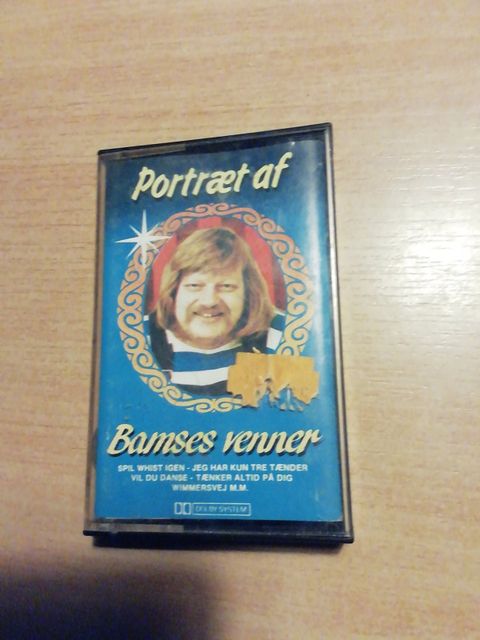 Portræt af
Bamses venner
SPIL WHIST IGEN - JEG HAR KUN TRE TÆNDER
VIL DU DANSE - TÆNKER ALTID PÅ DIG
WIMMERSVEJ M.M.
DOLBY SYSTEM